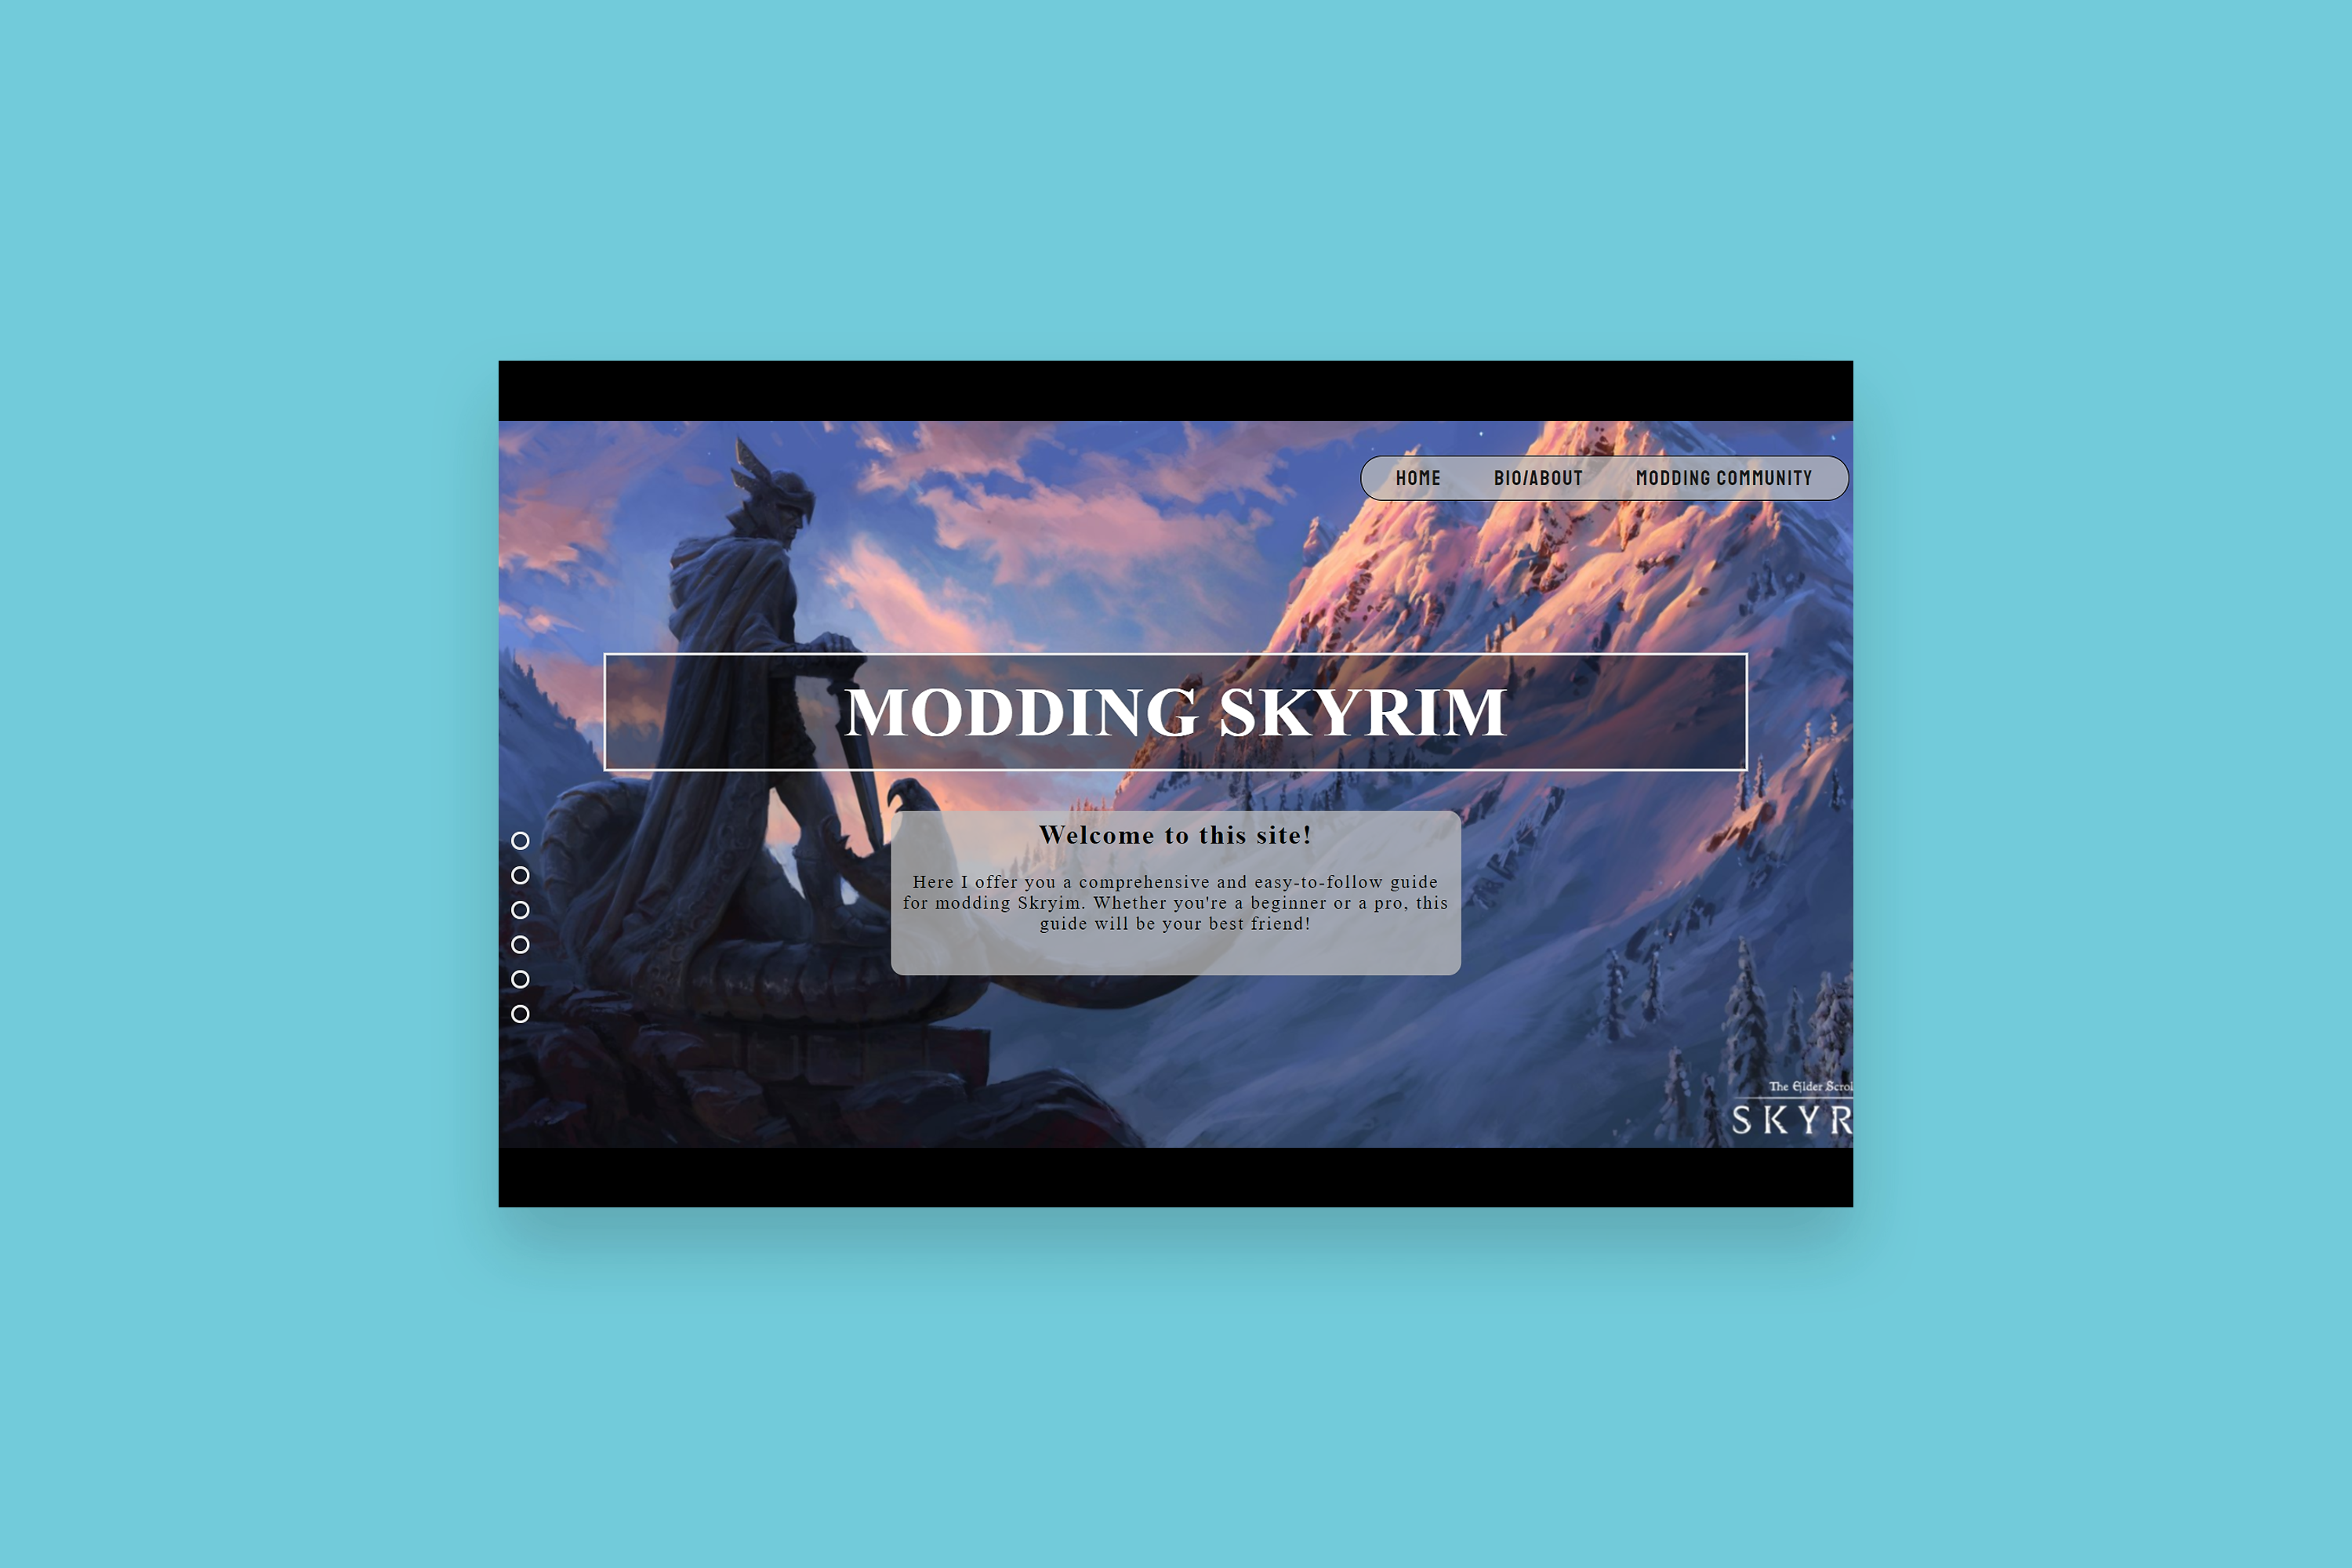 HOME BIO/ABOUT MODDING COMMUNITY
MODDING SKYRIM
Welcome to this site!
Here I offer you a comprehensive and easy-to-follow guide
for modding Skryim. Whether you're a beginner or a pro, this
guide will be your best friend!
The Elder Scrol
SKYR